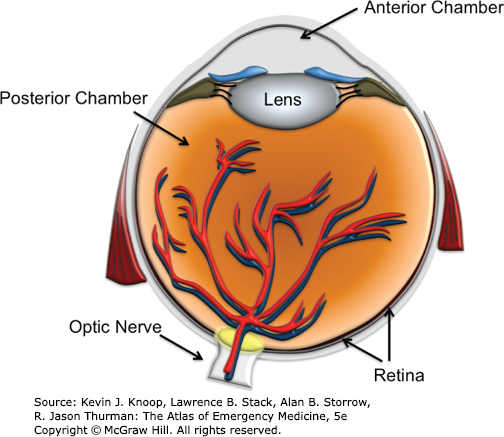 Anterior Chamber
Posterior Chamber
Lens
Optic Nerve
Retina
Source: Kevin J. Knoop, Lawrence B. Stack, Alan B. Storrow,
R. Jason Thurman: The Atlas of Emergency Medicine, 5e
Copyright © McGraw Hill. All rights reserved.